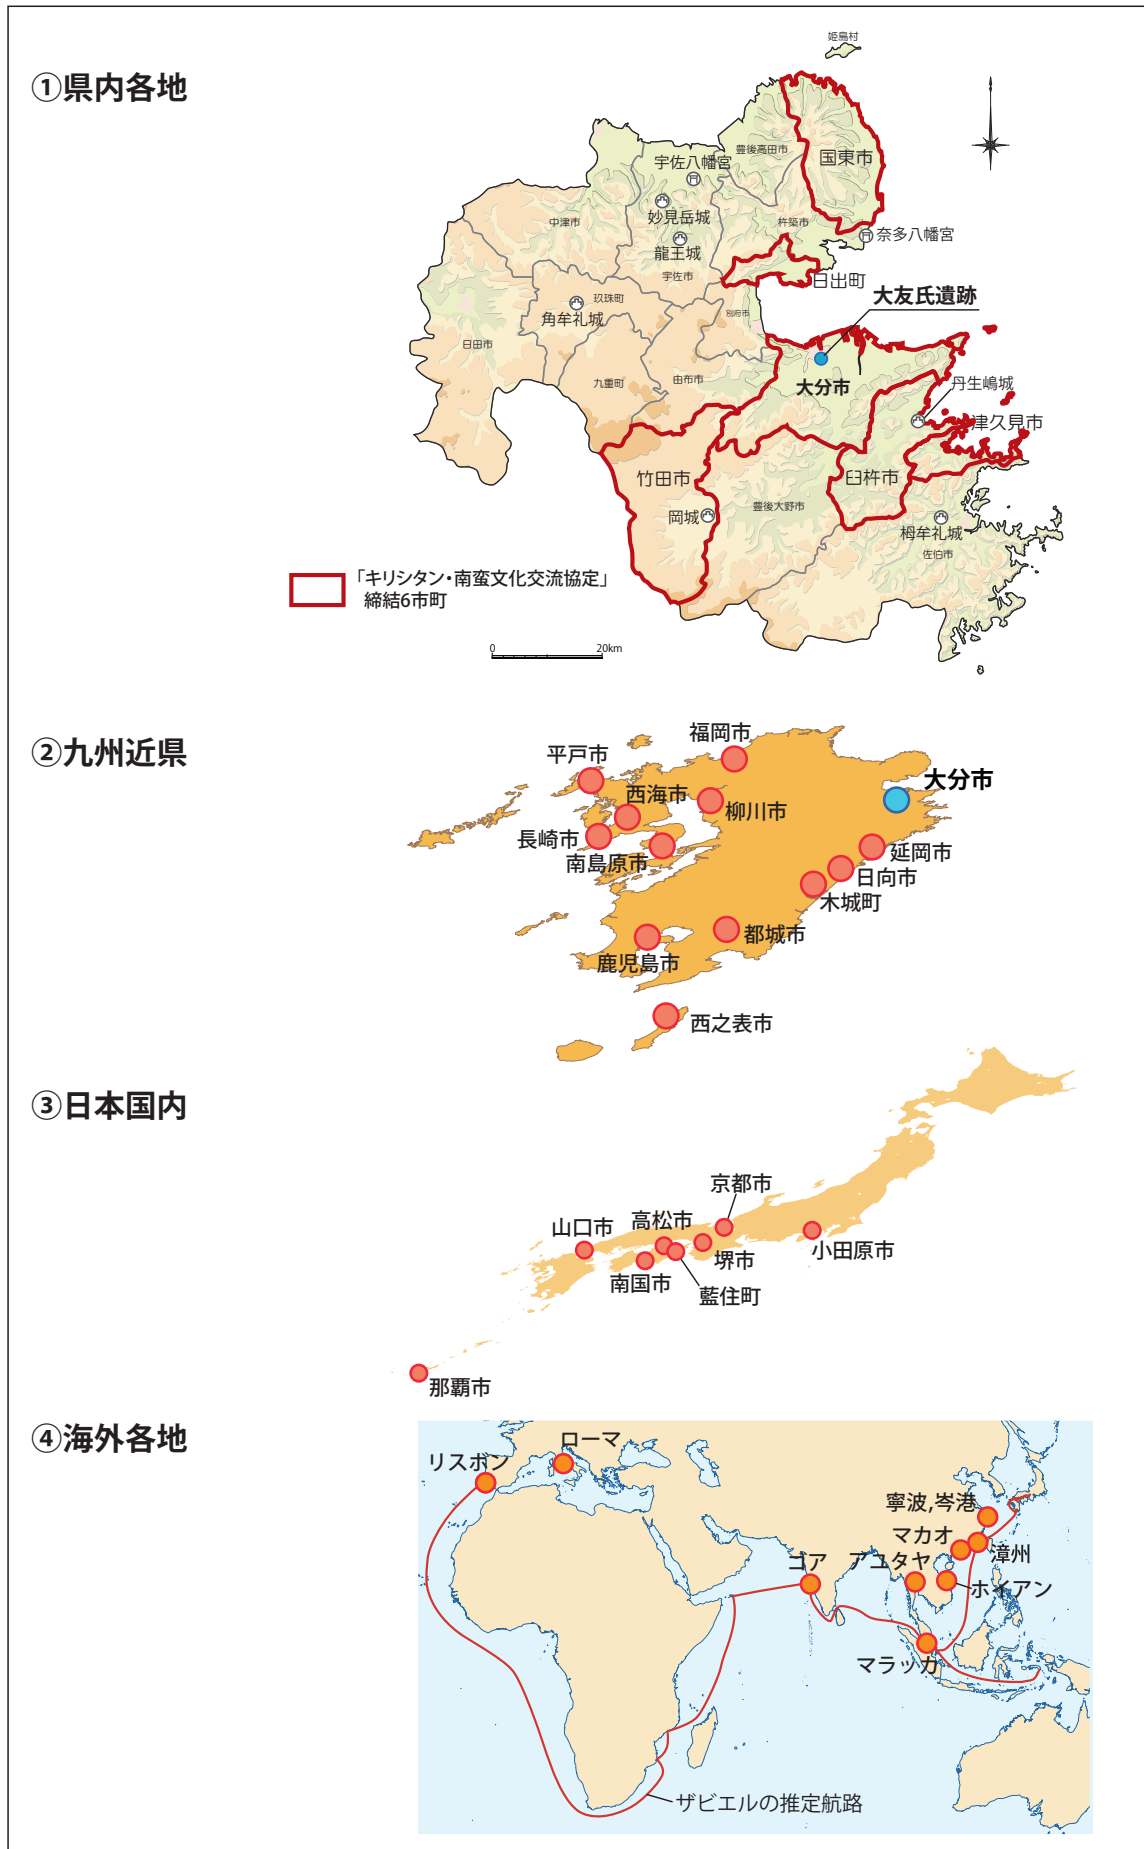 ①県内各地
姫島村
国東市
豊後高田市
宇佐八幡宮
妙見岳城
中津市
杵築市
奈多八幡宮
龍王城
宇佐市
日出町
大友氏遺跡
玖珠町
角牟礼城
別府市
日田市
九重町
由布市
大分市
丹生嶋城
津久見市
竹田市
臼杵市
岡城
豊後大野市
栂牟礼城
佐伯市
「キリシタン・南蛮文化交流協定」
締結6市町
0 20km
②九州近県
福岡市
平戸市
大分市
西海市
柳川市
長崎市
南島原市
延岡市
日向市
木城町
都城市
鹿児島市
西之表市
③日本国内
京都市
高松市
山口市
小田原市
堺市
南国市
藍住町
那覇市
④海外各地
ローマ
リスボン
寧波,岑港
マカオ
漳州
ゴア
アユタヤ
ホイアン
マラッカ
ザビエルの推定航路